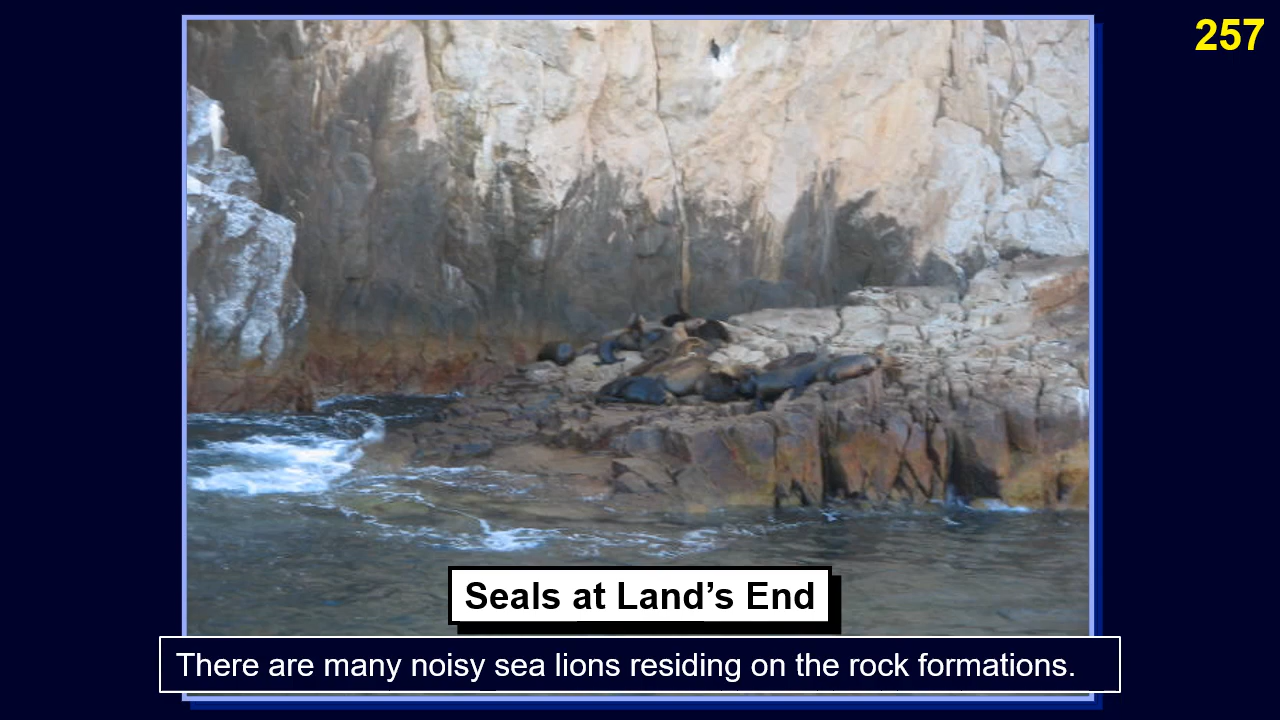 257
Seals at Land’s End
There are many noisy sea lions residing on the rock formations.